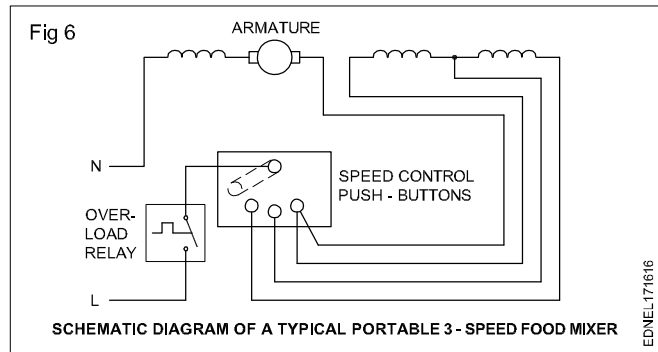 Fig 6
ARMATURE
N
SPEED CONTROL
PUSH - BUTTONS
OVER-
LOAD
RELAY
L
SCHEMATIC DIAGRAM OF A TYPICAL PORTABLE 3 - SPEED FOOD MIXER
EDNEL171616